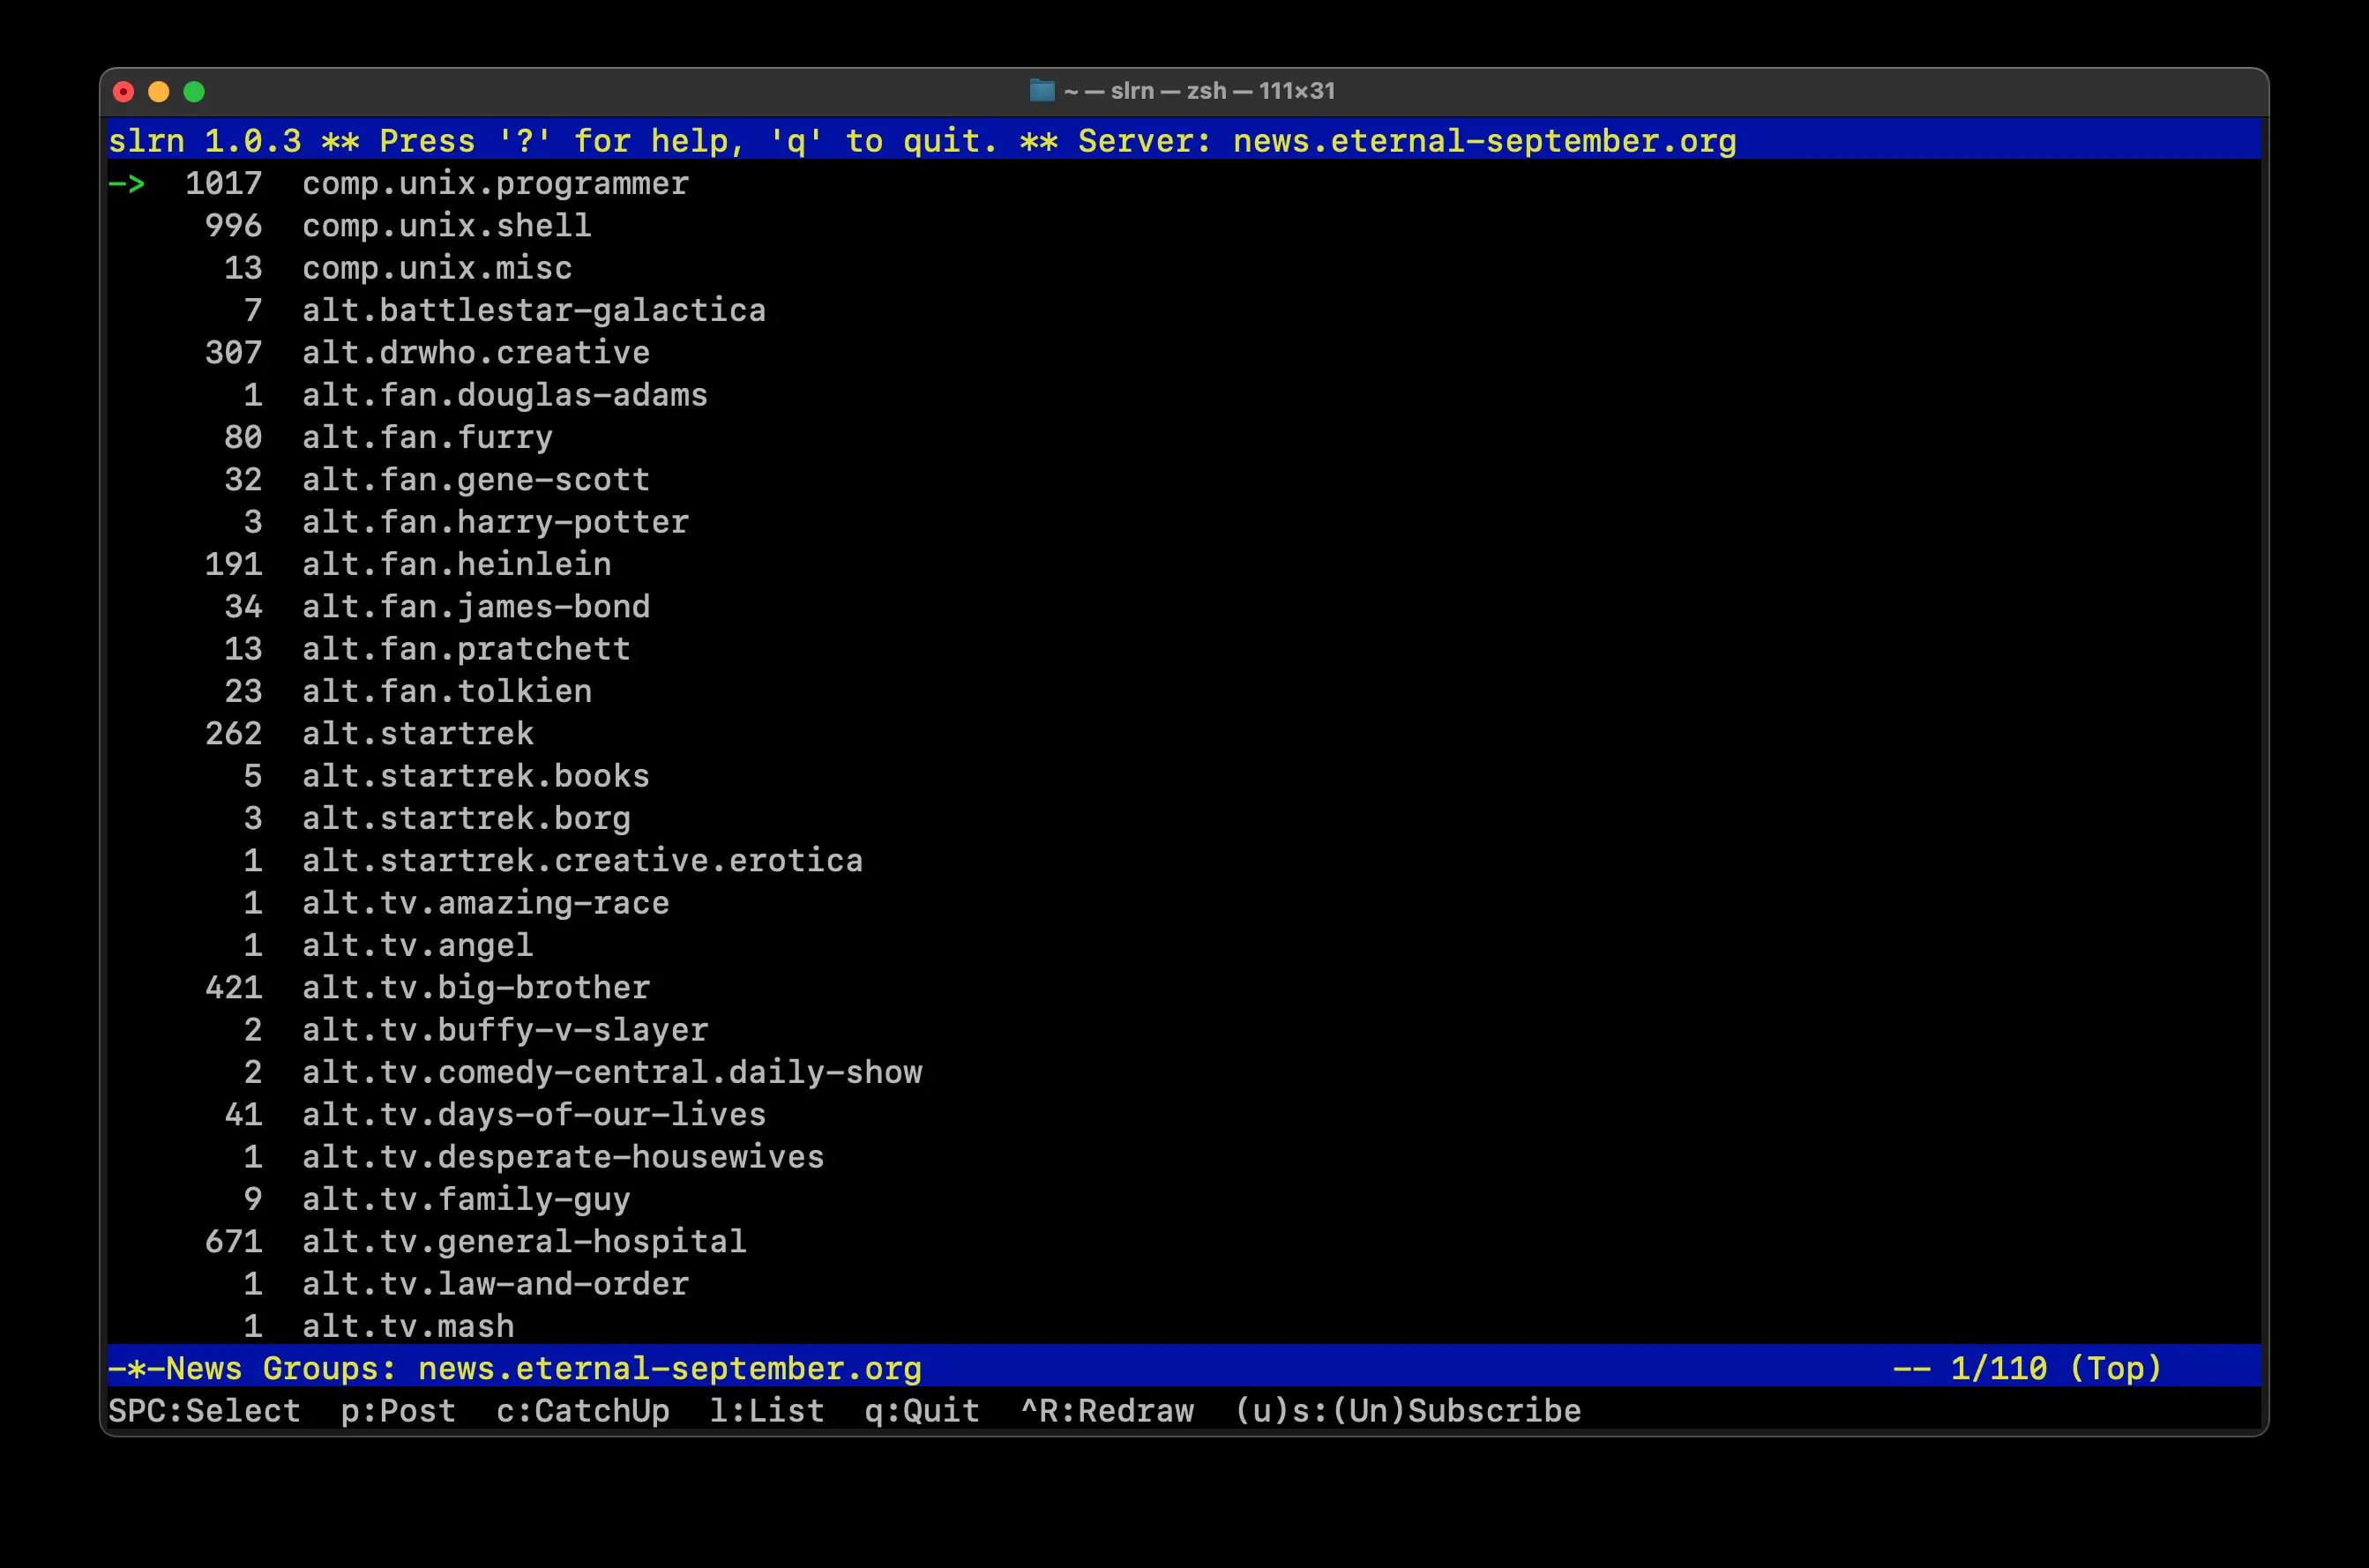 ~ — slrn — zsh — 111×31
slrn 1.0.3 ** Press '?' for help, 'q' to quit. ** Server: news.eternal-september.org
-> 1017 comp.unix.programmer
996 comp.unix.shell
13 comp.unix.misc
7 alt.battlestar-galactica
307 alt.drwho.creative
1 alt.fan.douglas-adams
80 alt.fan.furry
32 alt.fan.gene-scott
3 alt.fan.harry-potter
191 alt.fan.heinlein
34 alt.fan.james-bond
13 alt.fan.pratchett
23 alt.fan.tolkien
262 alt.startrek
5 alt.startrek.books
3 alt.startrek.borg
1 alt.startrek.creative.erotica
1 alt.tv.amazing-race
1 alt.tv.angel
421 alt.tv.big-brother
2 alt.tv.buffy-v-slayer
2 alt.tv.comedy-central.daily-show
41 alt.tv.days-of-our-lives
1 alt.tv.desperate-housewives
9 alt.tv.family-guy
671 alt.tv.general-hospital
1 alt.tv.law-and-order
1 alt.tv.mash
-*-News Groups: news.eternal-september.org -- 1/110 (Top)
SPC:Select p:Post c:CatchUp l:List q:Quit ^R:Redraw (u)s:(Un)Subscribe